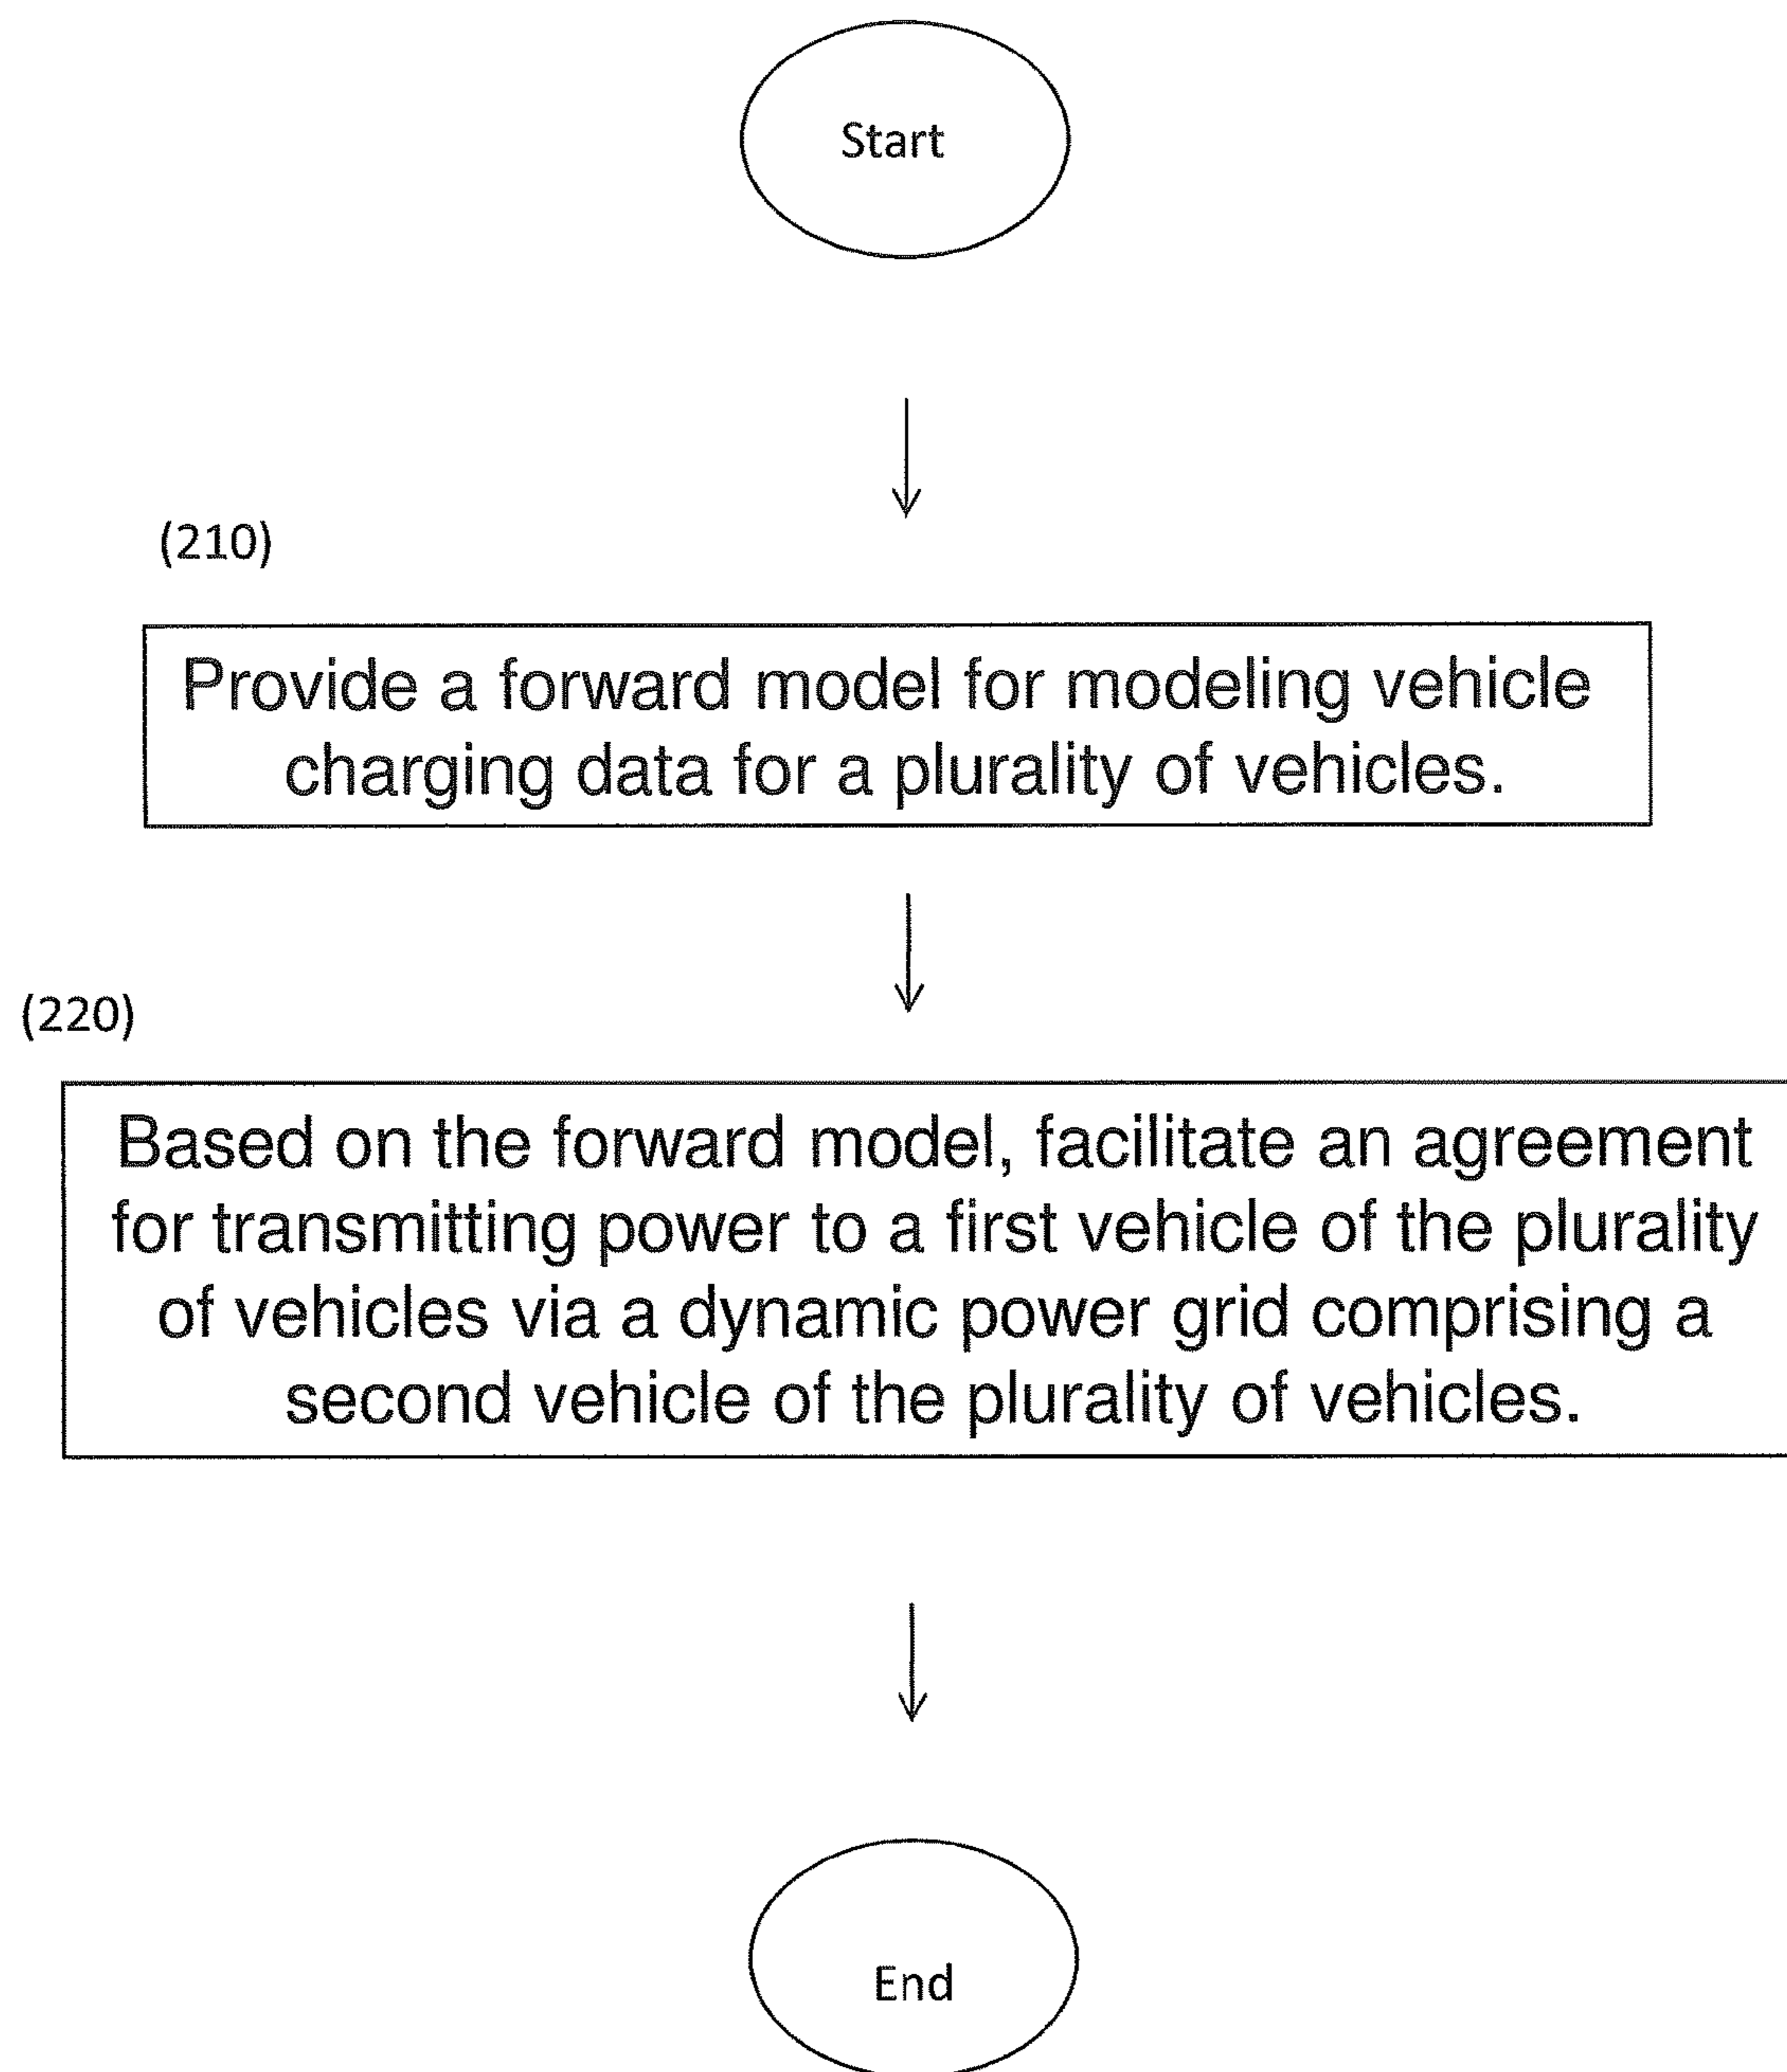 Start
(210)
Provide a forward model for modeling vehicle
charging data for a plurality of vehicles.
(220)
Based on the forward model, facilitate an agreement
for transmitting power to a first vehicle of the plurality
of vehicles via a dynamic power grid comprising a
second vehicle of the plurality of vehicles.
End